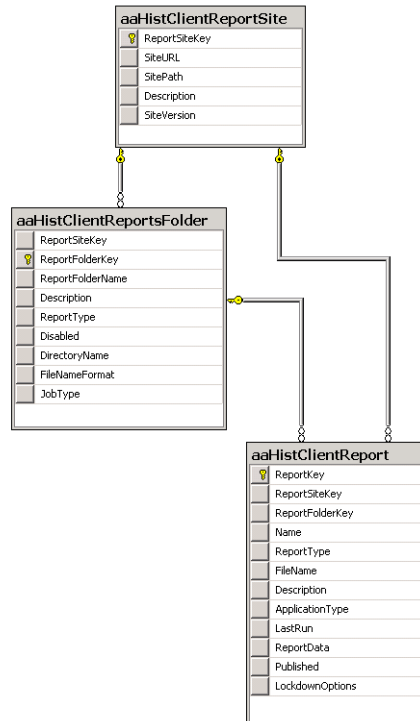 aaHistClientReportSite
ReportSiteKey
SiteURL
SitePath
Description
SiteVersion
aaHistClientReportsFolder
ReportSiteKey
ReportFolderKey
ReportFolderName
Description
ReportType
Disabled
DirectoryName
FileNameFormat
JobType
aaHistClientReport
ReportKey
ReportSiteKey
ReportFolderKey
Name
ReportType
FileName
Description
ApplicationType
LastRun
ReportData
Published
LockdownOptions